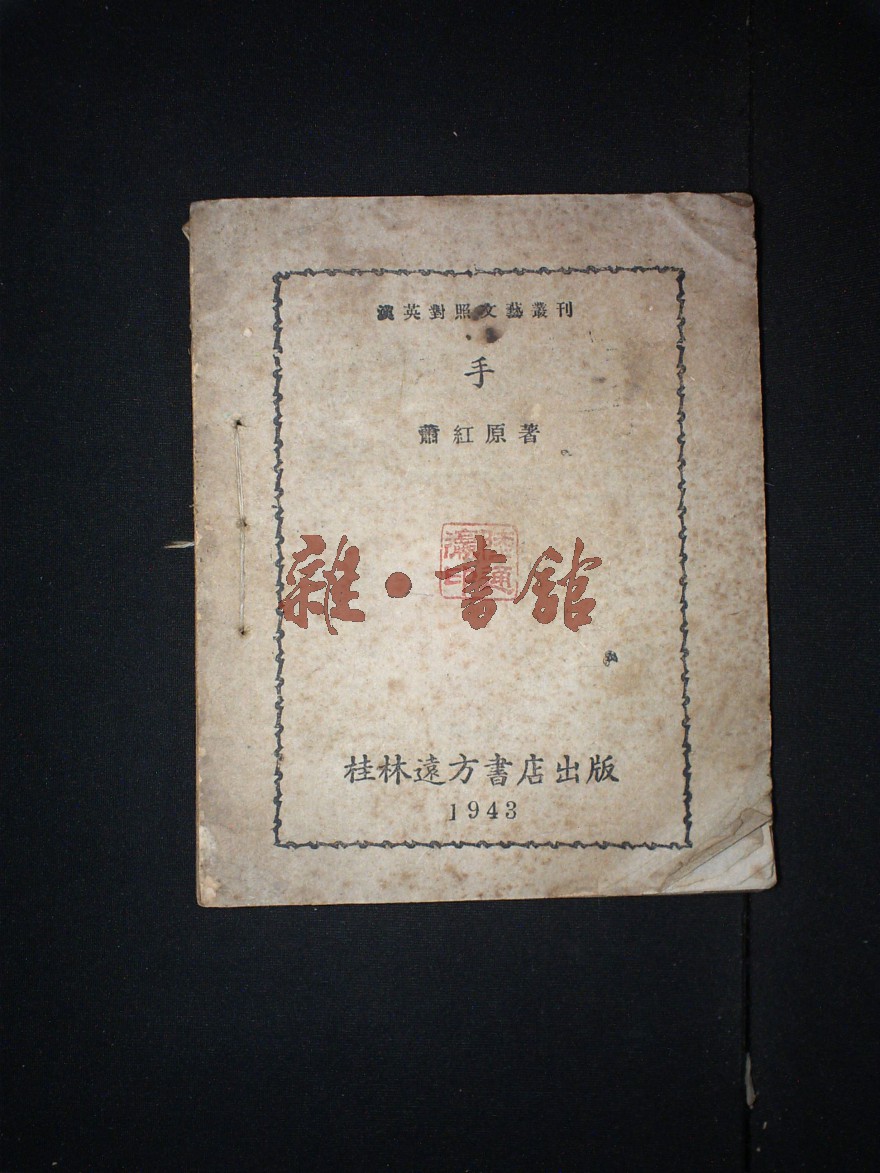 漢英對照文藝叢刊
手
蕭紅原著
雜·書館
桂林遠方書店出版
1943